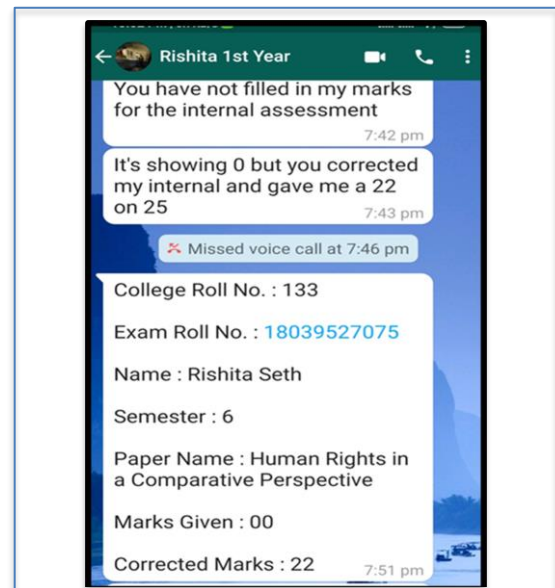 Rishita 1st Year
You have not filled in my marks
for the internal assessment
7:42 pm
It's showing 0 but you corrected
my internal and gave me a 22
on 25
7:43 pm
Missed voice call at 7:46 pm
College Roll No. : 133
Exam Roll No. : 18039527075
Name : Rishita Seth
Semester : 6
Paper Name : Human Rights in
a Comparative Perspective
Marks Given : 00
Corrected Marks : 22
7:51 pm